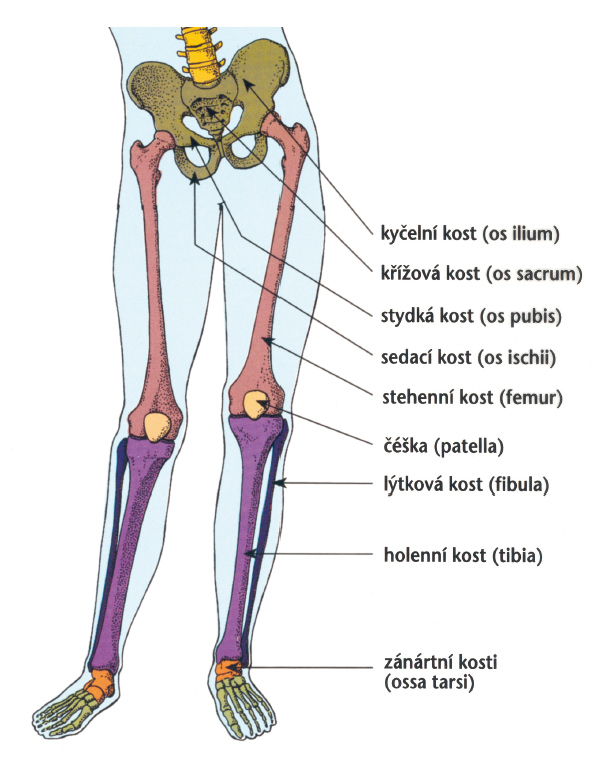 kyčelní kost (os ilium)
křížová kost (os sacrum)
stydká kost (os pubis)
sedací kost (os ischii)
stehenní kost (femur)
čéška (patella)
lýtková kost (fibula)
holenní kost (tibia)
zánártní kosti
(ossa tarsi)